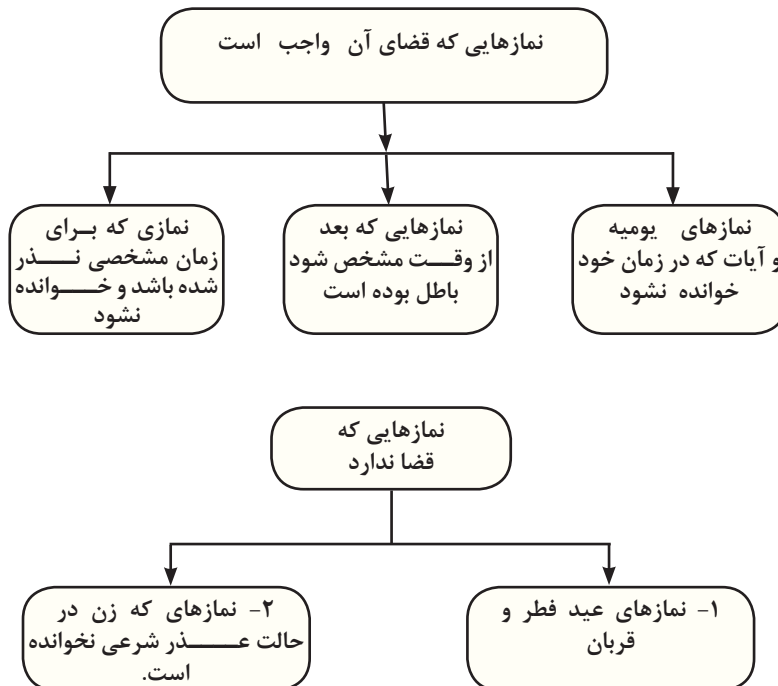 نمازهایی که قضای آن واجب است
نمازهای یومیه
و آیات که در زمان خود
خوانده نشود
نمازهایی که بعد
از وقت مشخص شود
باطل بوده است
نمازی که برای
زمان مشخصی نذر
شده باشد و خوانده
نشود
نمازهایی که
قضا ندارد
۱- نمازهای عید فطر و
قربان
۲- نمازهای که زن در
حالت عذر شرعی نخوانده
است.